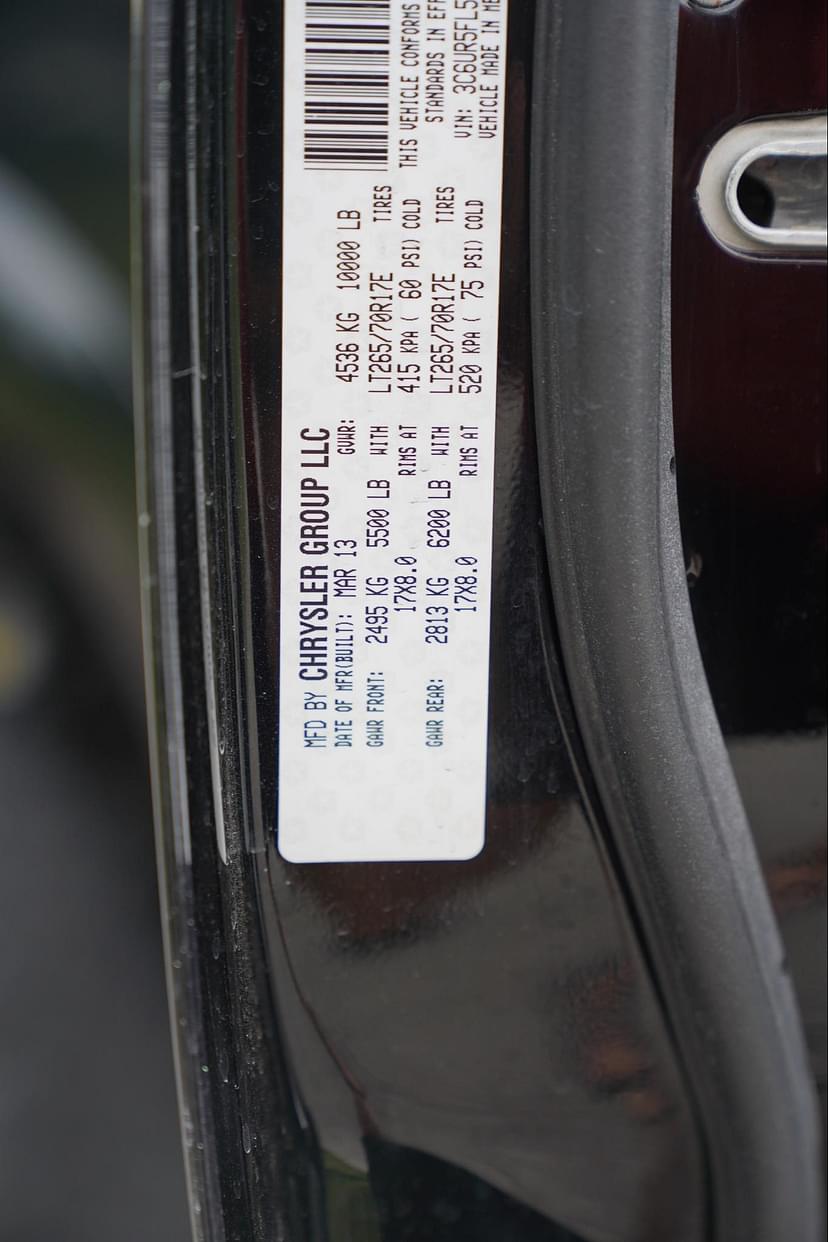 MFD BY CHRYSLER GROUP LLC
DATE OF MFR(BUILT): MAR 13 GVWR: 4536 KG 10000 LB
GAWR FRONT: 2495 KG 5500 LB WITH LT265/70R17E TIRES
17X8.0 RIMS AT 415 KPA ( 60 PSI) COLD
GAWR REAR: 2813 KG 6200 LB WITH LT265/70R17E TIRES
17X8.0 RIMS AT 520 KPA ( 75 PSI) COLD
THIS VEHICLE CONFORMS
STANDARDS IN EFF
VIN: 3C6UR5FL5
VEHICLE MADE IN ME